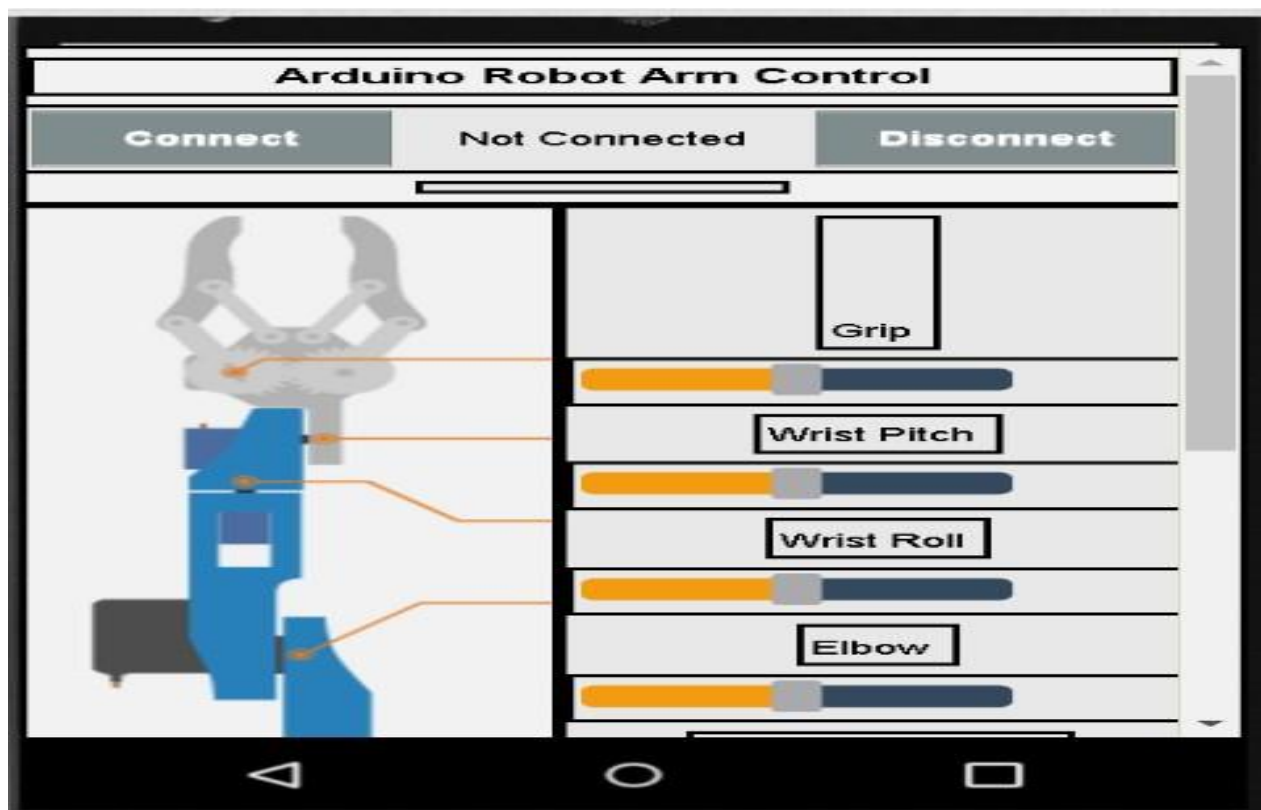 Arduino Robot Arm Control
Connect Not Connected Disconnect
Grip
Wrist Pitch
Wrist Roll
Elbow